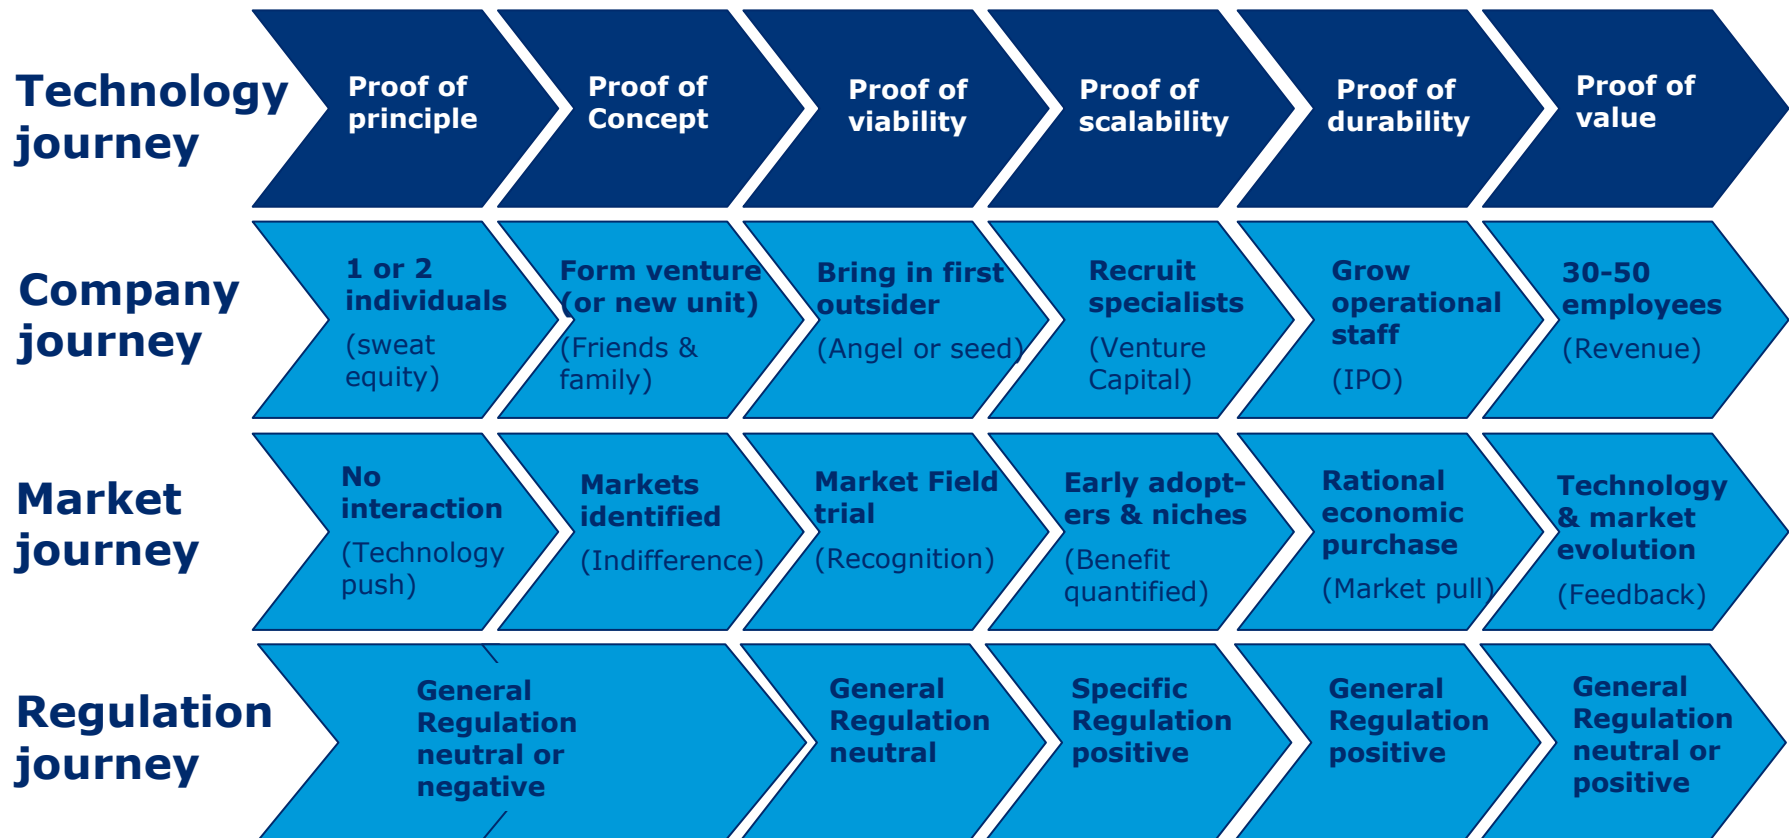 Technology
journey
Proof of
principle
Proof of
Concept
Proof of
viability
Proof of
scalability
Proof of
durability
Proof of
value
Company
journey
1 or 2
individuals
(sweat
equity)
Form venture
(or new unit)
(Friends &
family)
Bring in first
outsider
(Angel or seed)
Recruit
specialists
(Venture
Capital)
Grow
operational
staff
(IPO)
30-50
employees
(Revenue)
Market
journey
No
interaction
(Technology
push)
Markets
identified
(Indifference)
Market Field
trial
(Recognition)
Early adopt-
ers & niches
(Benefit
quantified)
Rational
economic
purchase
(Market pull)
Technology
& market
evolution
(Feedback)
Regulation
journey
General
Regulation
neutral or
negative
General
Regulation
neutral
Specific
Regulation
positive
General
Regulation
positive
General
Regulation
neutral or
positive